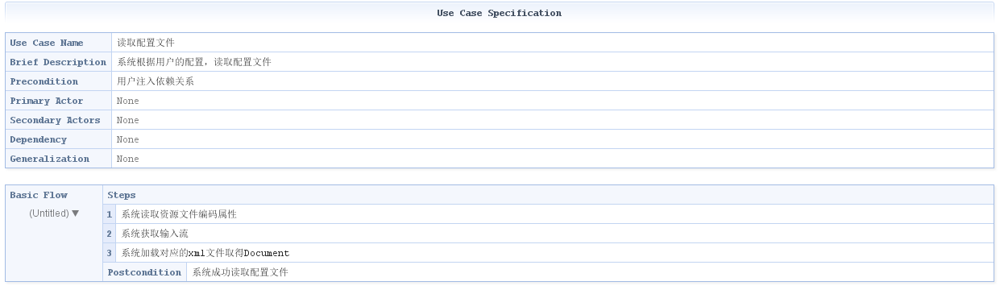 Use Case Specification
Use Case Name 读取配置文件
Brief Description 系统根据用户的配置，读取配置文件
Precondition 用户注入依赖关系
Primary Actor None
Secondary Actors None
Dependency None
Generalization None
Basic Flow Steps
(Untitled) ▼
1 系统读取资源文件编码属性
2 系统获取输入流
3 系统加载对应的xml文件取得Document
Postcondition 系统成功读取配置文件